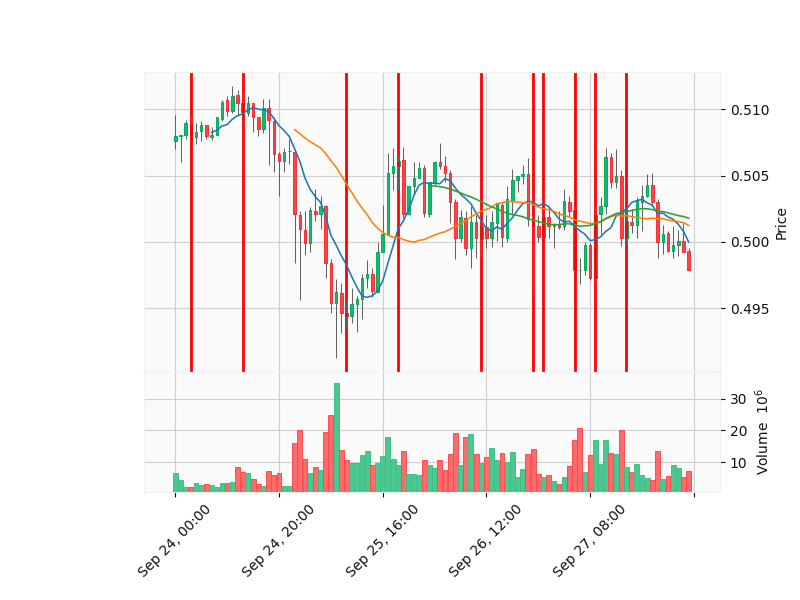 0.510
0.505
0.500
0.495
Price
30
20
10
Volume 10^6
Sep 24, 00:00
Sep 24, 20:00
Sep 25, 16:00
Sep 26, 12:00
Sep 27, 08:00